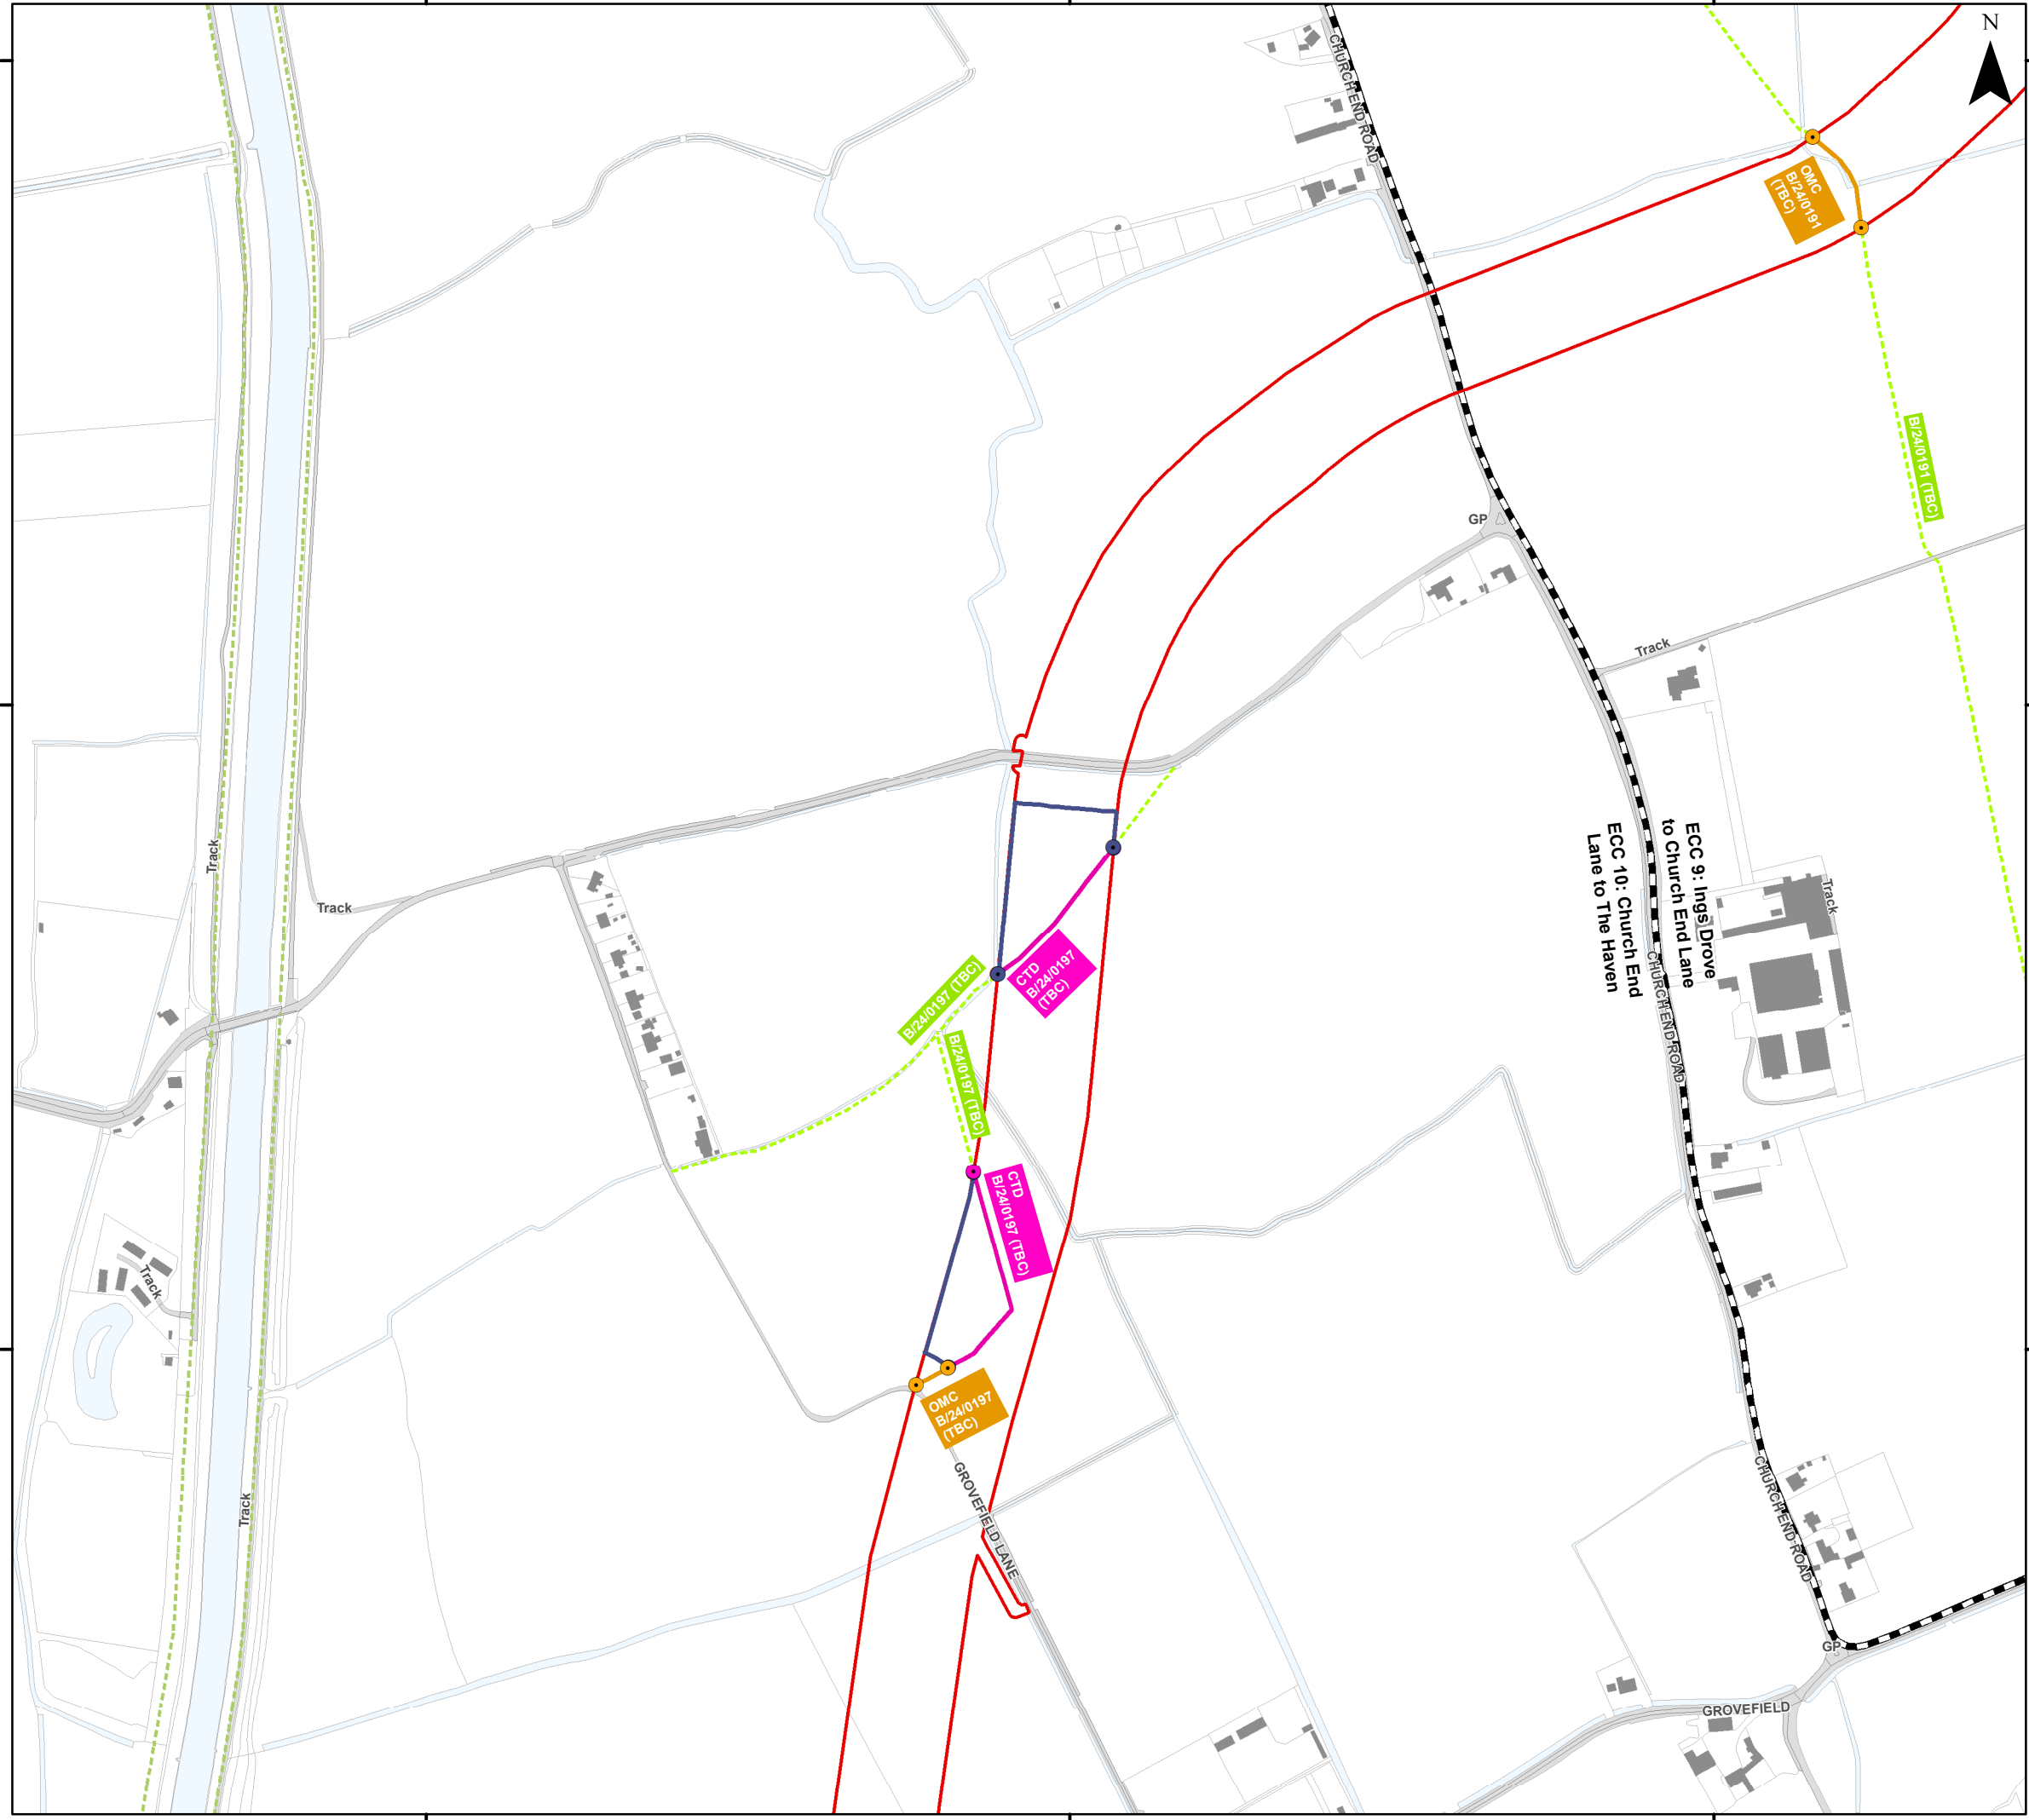 N
CHURCH END ROAD
OMC
B/24/0191
(TBC)
B/24/0191 (TBC)
GP
Track
Track
Track
ECC 9: Ings Drove
to Church End Lane
ECC 10: Church End
Lane to The Haven
Track
CHURCH END ROAD
B/24/0197 (TBC)
CTD
B/24/0197
(TBC)
B/24/0197 (TBC)
CTD
B/24/0197 (TBC)
Track
OMC
B/24/0197
(TBC)
GROVEFIELD LANE
Track
CHURCH END ROAD
GP
GROVEFIELD